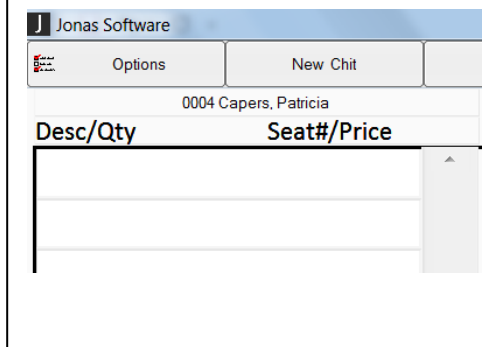 J Jonas Software
Options New Chit
0004 Capers, Patricia
Desc/Qty Seat#/Price